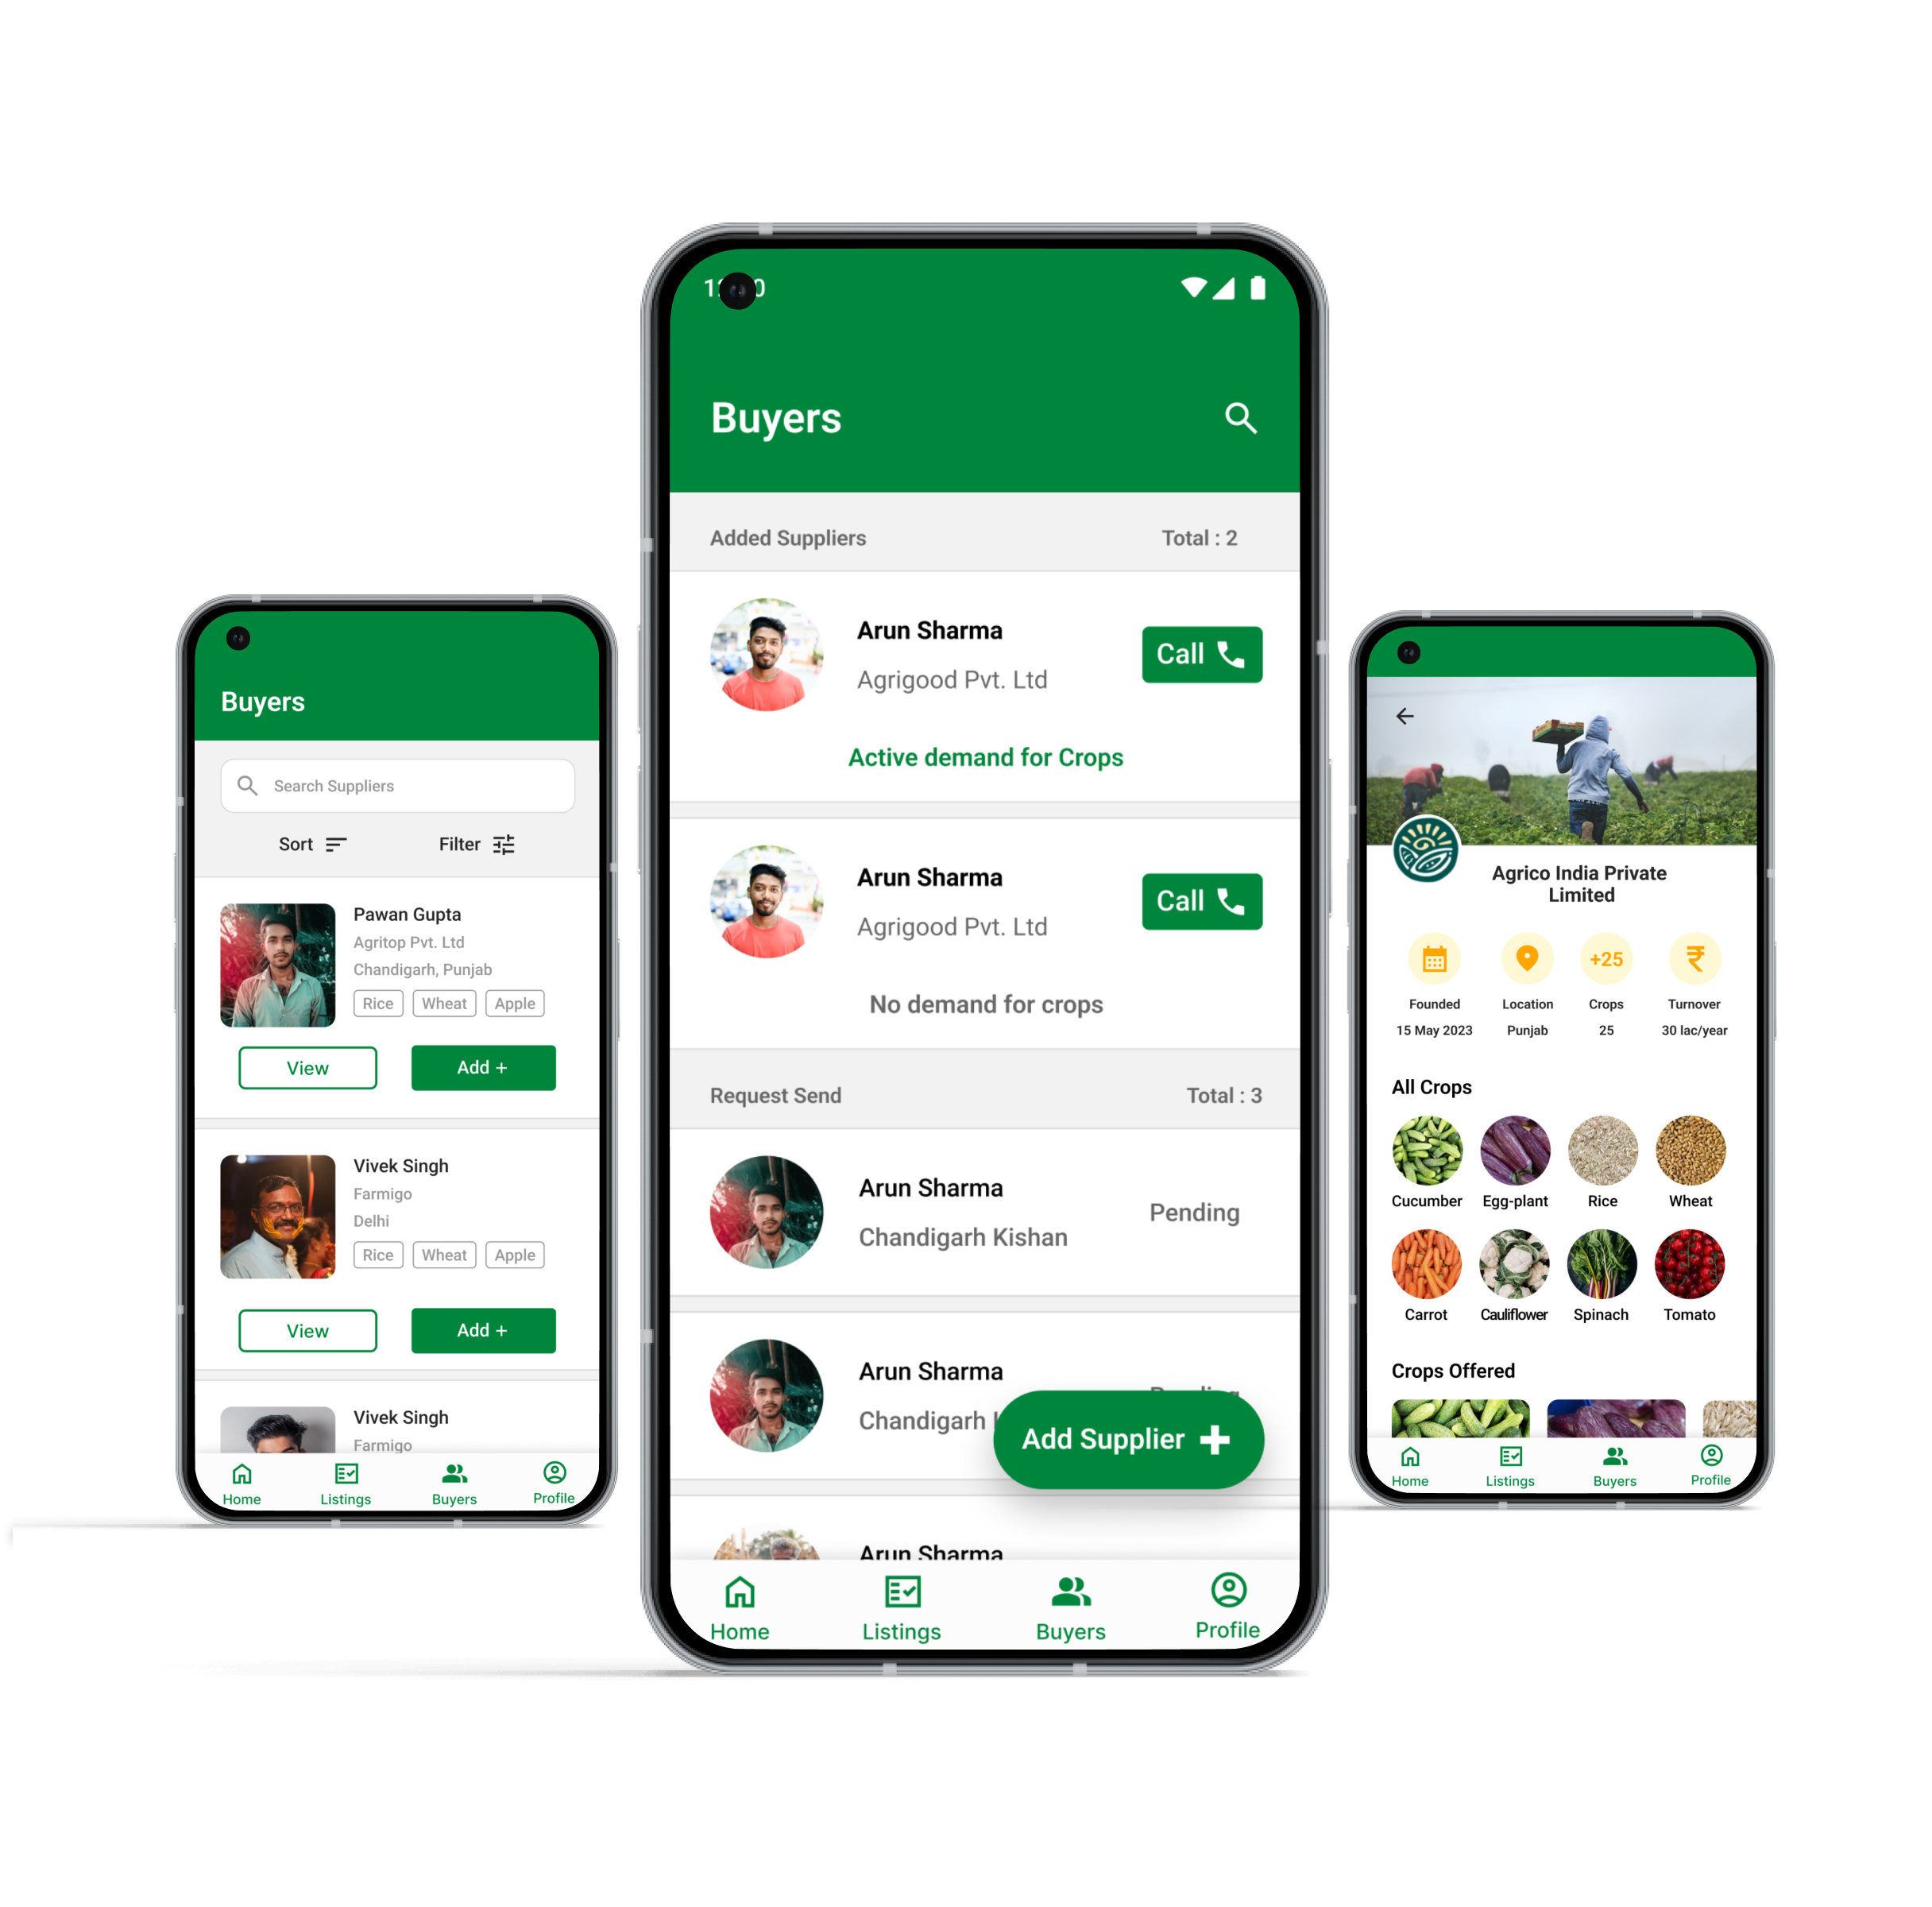 Buyers
Search Suppliers
Sort
Filter
Pawan Gupta
Agritop Pvt. Ltd
Chandigarh, Punjab
Rice Wheat Apple
View
Add +
Vivek Singh
Farmigo
Delhi
Rice Wheat Apple
View
Add +
Vivek Singh
Farmigo
Home Listings Buyers Profile
Buyers
Added Suppliers Total : 2
Arun Sharma
Agrigood Pvt. Ltd
Call
Active demand for Crops
Arun Sharma
Agrigood Pvt. Ltd
Call
No demand for crops
Request Send Total : 3
Arun Sharma
Chandigarh Kishan
Pending
Arun Sharma
Chandigarh
Add Supplier
Arun Sharma
Home Listings Buyers Profile
Agrico India Private
Limited
+25
₹
Founded Location Crops Turnover
15 May 2023 Punjab 25 30 lac/year
All Crops
Cucumber Egg-plant Rice Wheat
Carrot Cauliflower Spinach Tomato
Crops Offered
Home Listings Buyers Profile